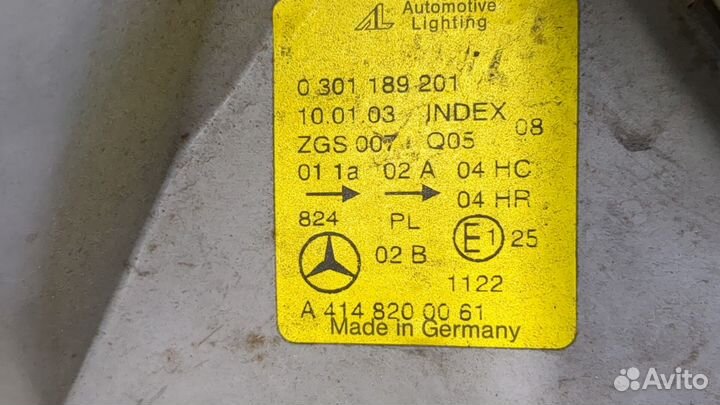 AL Automotive
Lighting
0 301 189 201
10.01.03 INDEX
08
ZGS 007 Q05
01 1a 02 A 04 HC
04 HR
824 PL
02 B E1 25
1122
A 414 820 00 61
Made in Germany
Avito